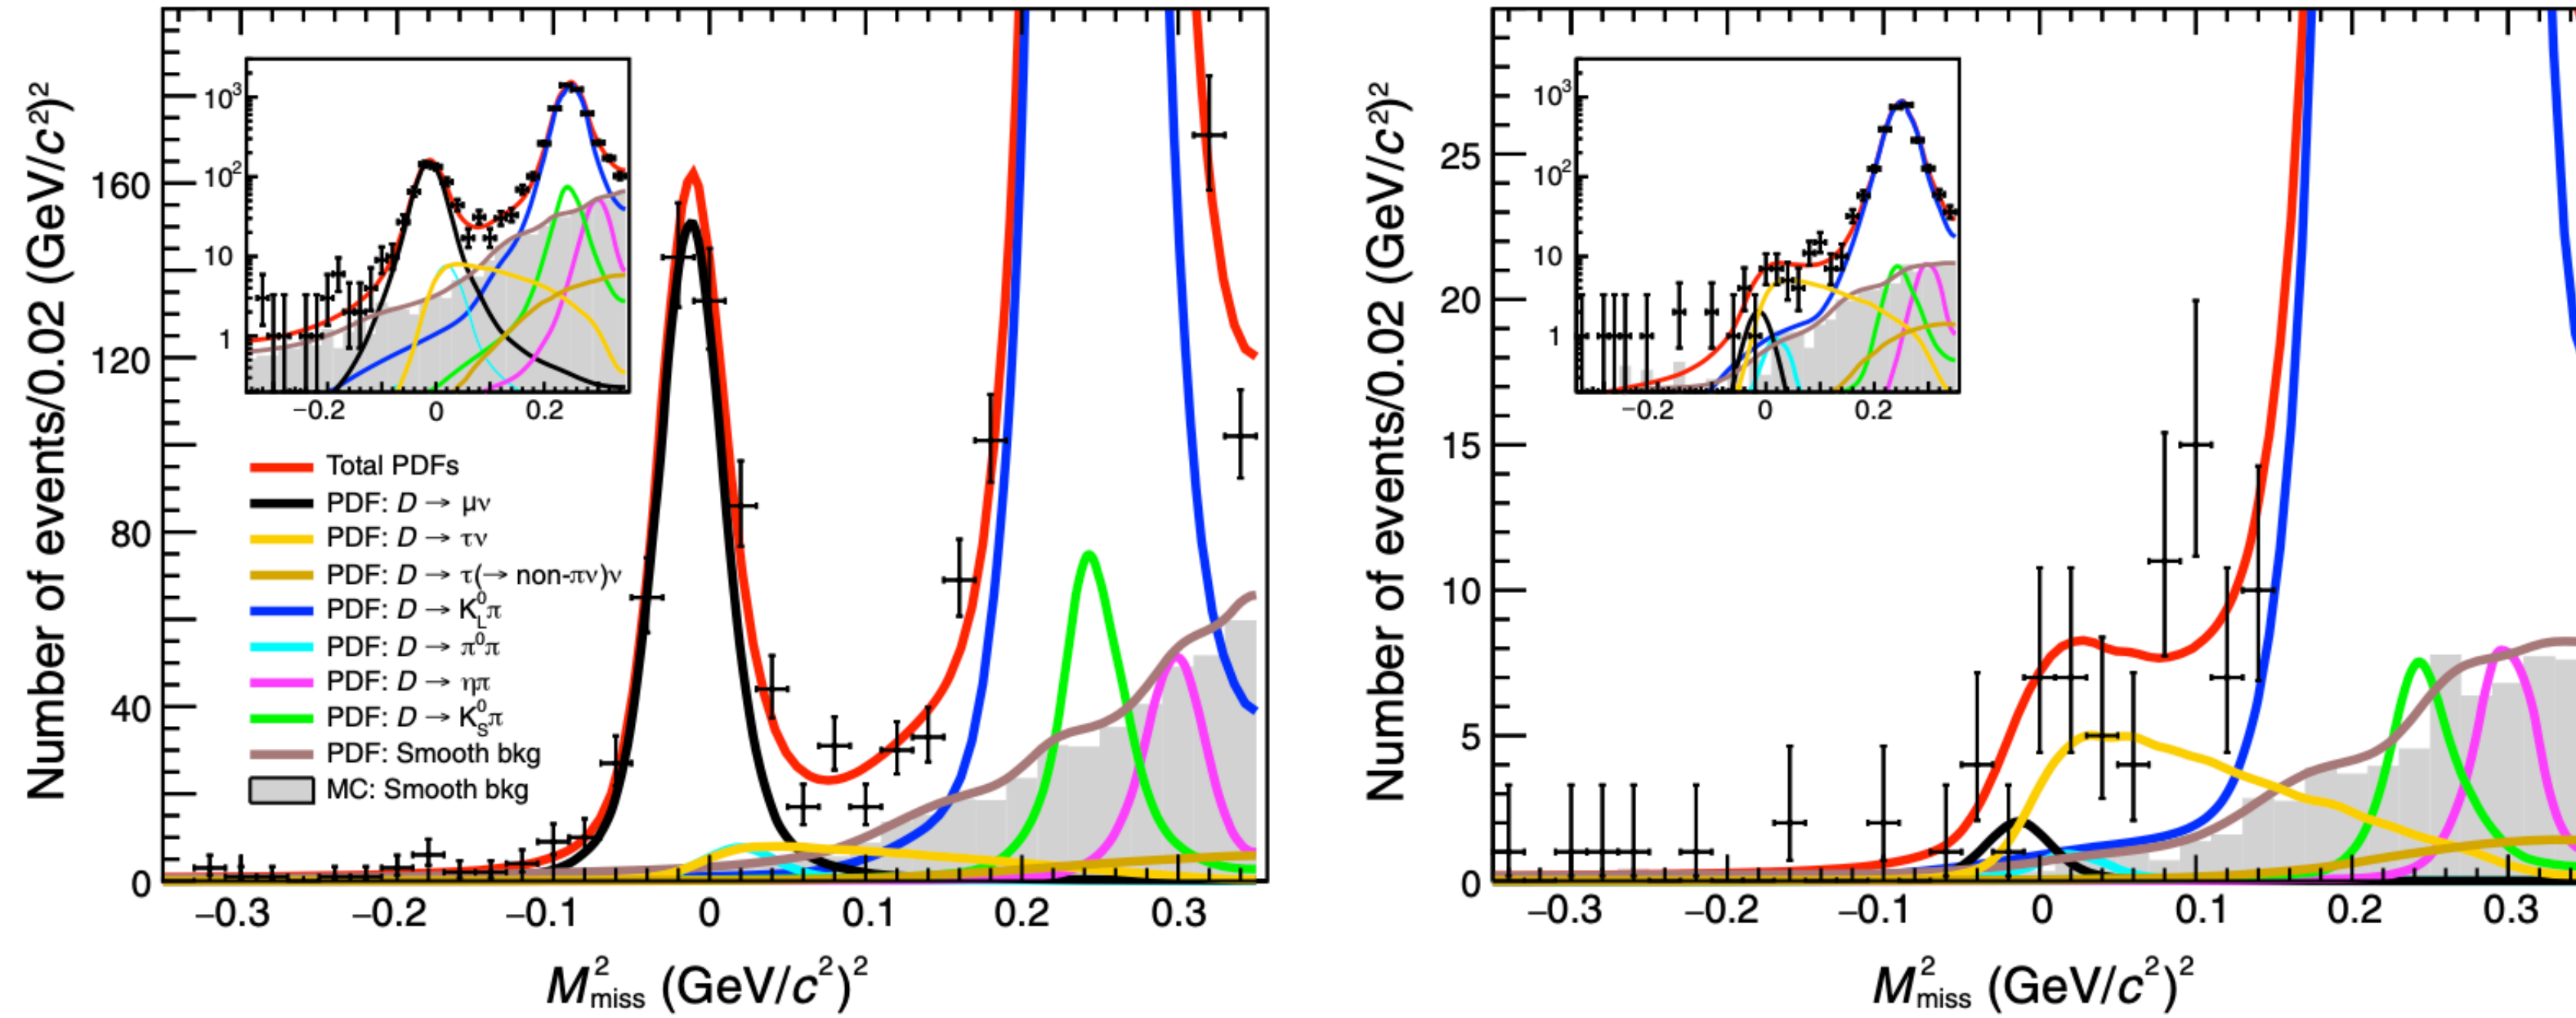 Number of events/0.02 (GeV/c²)²
160
120
80
40
0
10³
10²
10
1
−0.2 0 0.2
Total PDFs
PDF: D → μν
PDF: D → τν
PDF: D → τ(→ non-πν)ν
PDF: D → K⁰_Lπ
PDF: D → π⁰π
PDF: D → ηπ
PDF: D → K⁰_Sπ
PDF: Smooth bkg
MC: Smooth bkg
−0.3 −0.2 −0.1 0 0.1 0.2 0.3
M²_miss (GeV/c²)²
Number of events/0.02 (GeV/c²)²
25
20
15
10
5
0
10³
10²
10
1
−0.2 0 0.2
−0.3 −0.2 −0.1 0 0.1 0.2 0.3
M²_miss (GeV/c²)²